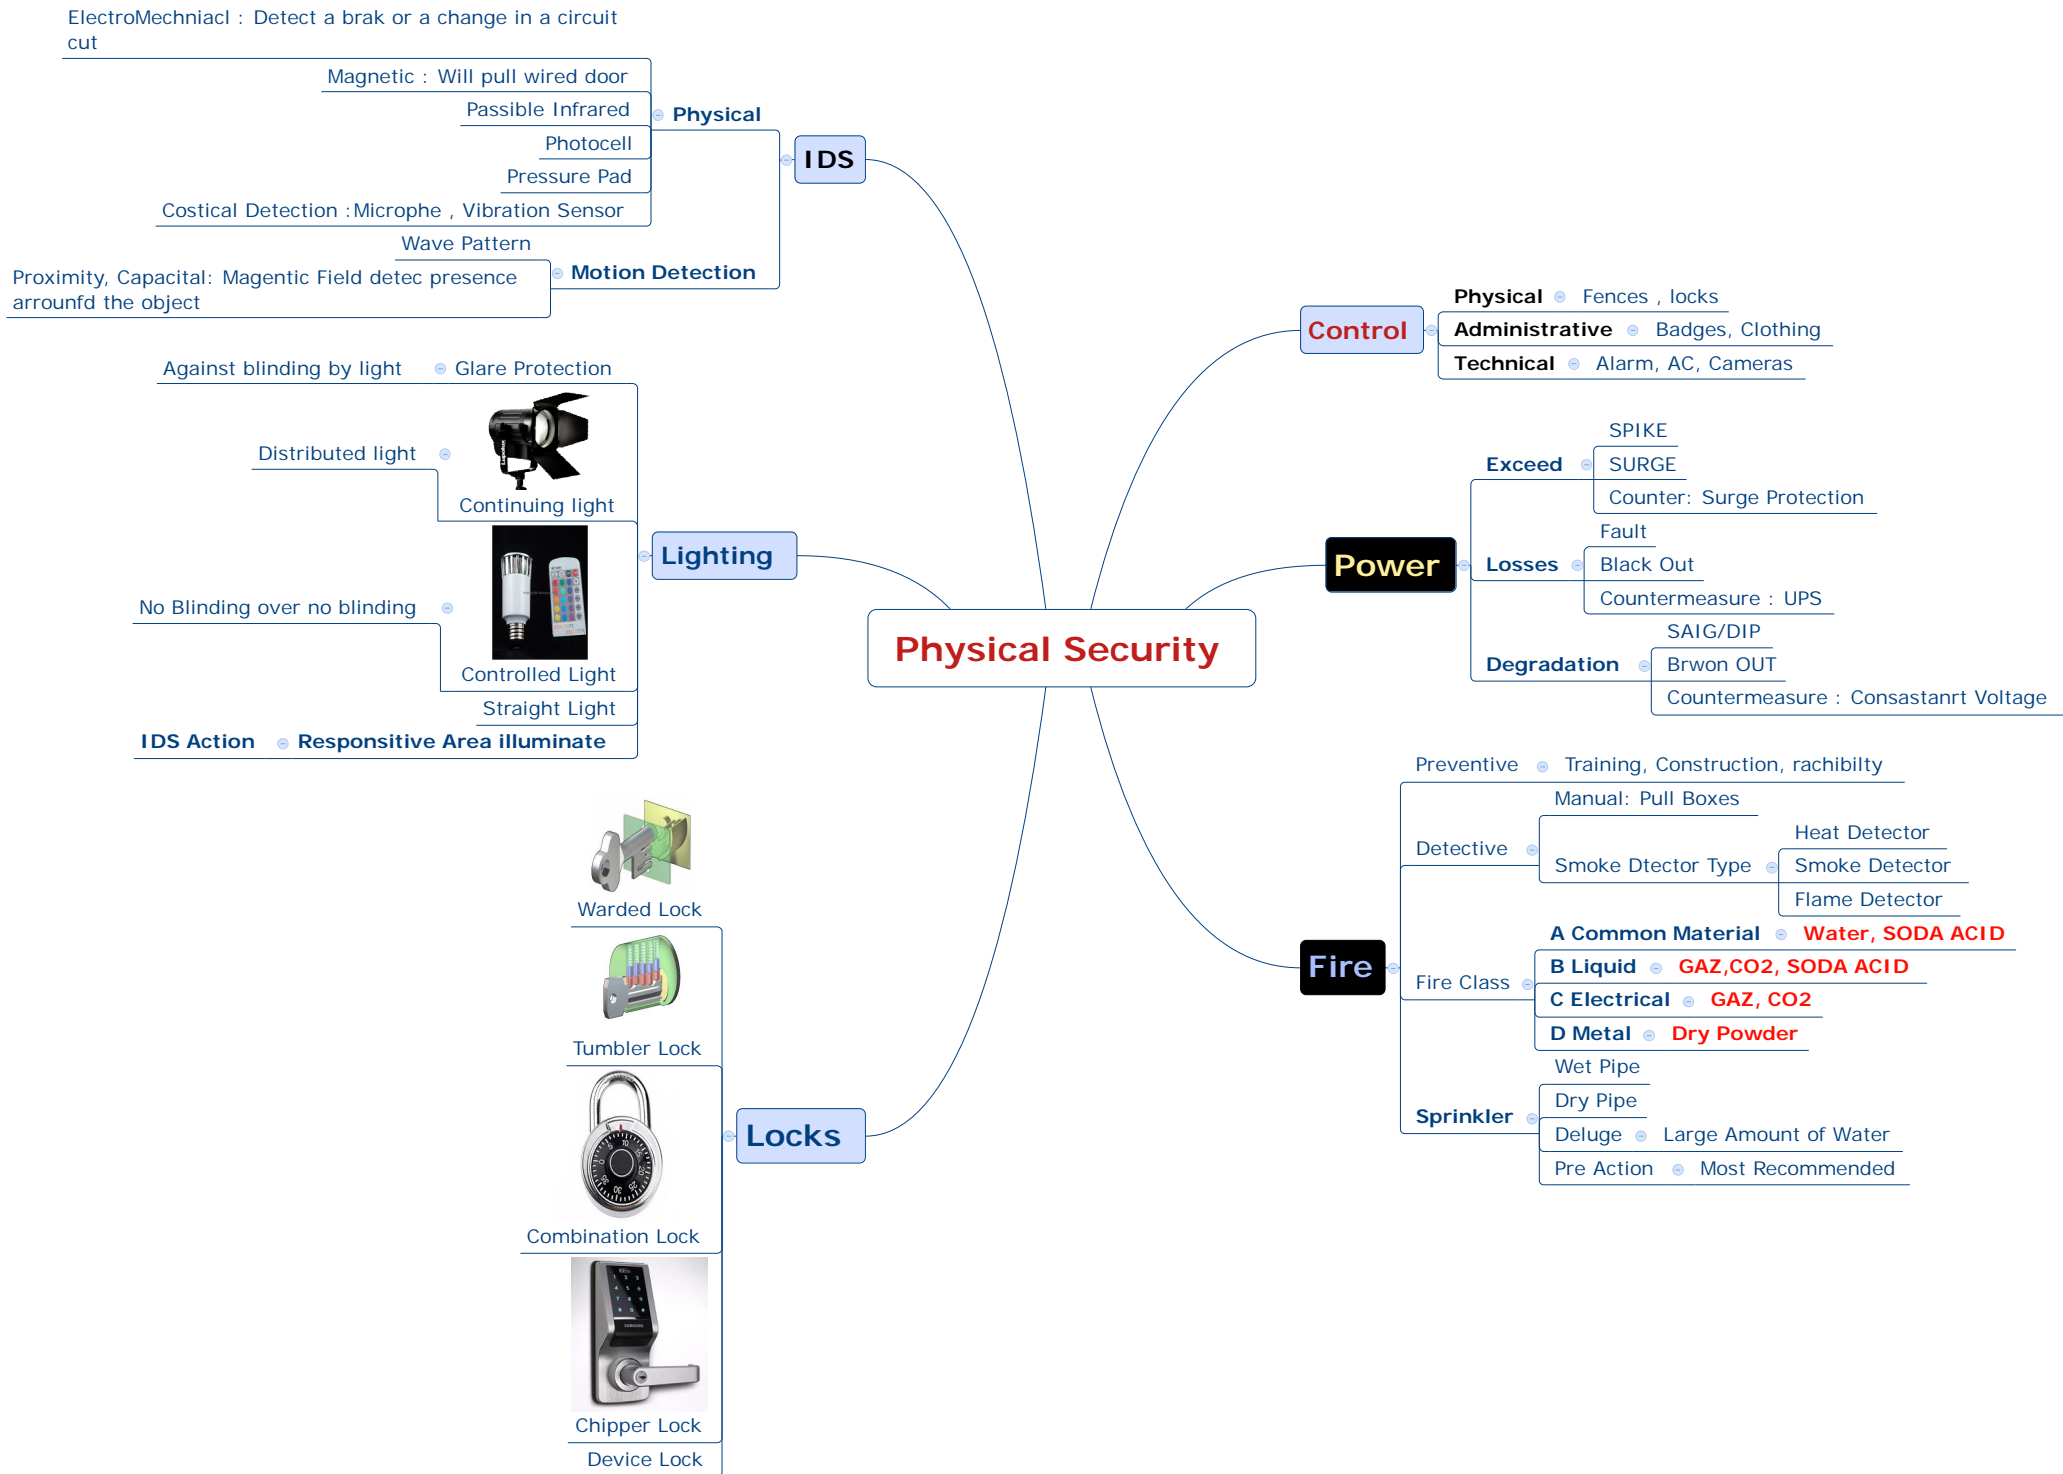 Physical Security
IDS
Physical
ElectroMechniacl : Detect a brak or a change in a circuit
cut
Magnetic : Will pull wired door
Passible Infrared
Photocell
Pressure Pad
Costical Detection :Microphe , Vibration Sensor
Motion Detection
Wave Pattern
Proximity, Capacital: Magentic Field detec presence
arrounfd the object
Lighting
Glare Protection
Against blinding by light
Continuing light
Distributed light
Controlled Light
No Blinding over no blinding
Straight Light
Responsitive Area illuminate
IDS Action
Locks
Warded Lock
Tumbler Lock
Combination Lock
Chipper Lock
SAMSUNG
Device Lock
Control
Physical
Fences , locks
Administrative
Badges, Clothing
Technical
Alarm, AC, Cameras
Power
Exceed
SPIKE
SURGE
Counter: Surge Protection
Losses
Fault
Black Out
Countermeasure : UPS
Degradation
SAIG/DIP
Brwon OUT
Countermeasure : Consastanrt Voltage
Fire
Preventive
Training, Construction, rachibilty
Detective
Manual: Pull Boxes
Smoke Dtector Type
Heat Detector
Smoke Detector
Flame Detector
Fire Class
A Common Material
Water, SODA ACID
B Liquid
GAZ,CO2, SODA ACID
C Electrical
GAZ, CO2
D Metal
Dry Powder
Sprinkler
Wet Pipe
Dry Pipe
Deluge
Large Amount of Water
Pre Action
Most Recommended